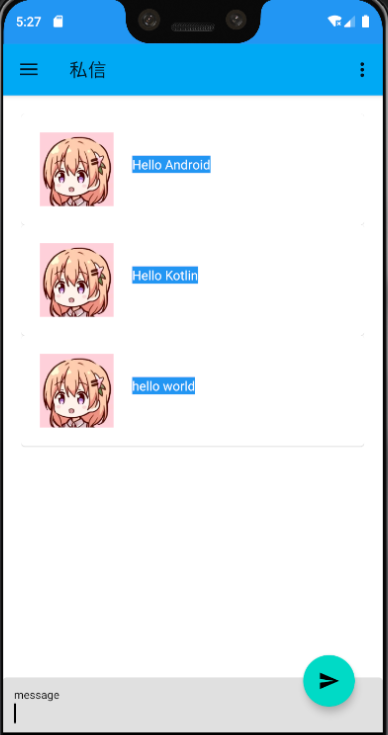 5:27
私信
Hello Android
Hello Kotlin
hello world
message